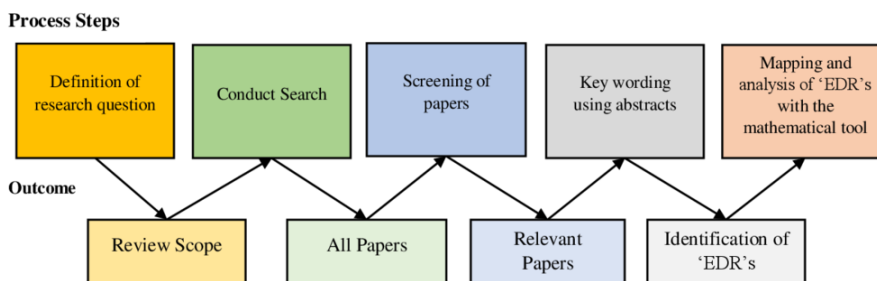 Process Steps
Definition of
research question
Conduct Search
Screening of
papers
Key wording
using abstracts
Mapping and
analysis of ‘EDR’s
with the
mathematical tool
Outcome
Review Scope
All Papers
Relevant
Papers
Identification of
‘EDR’s